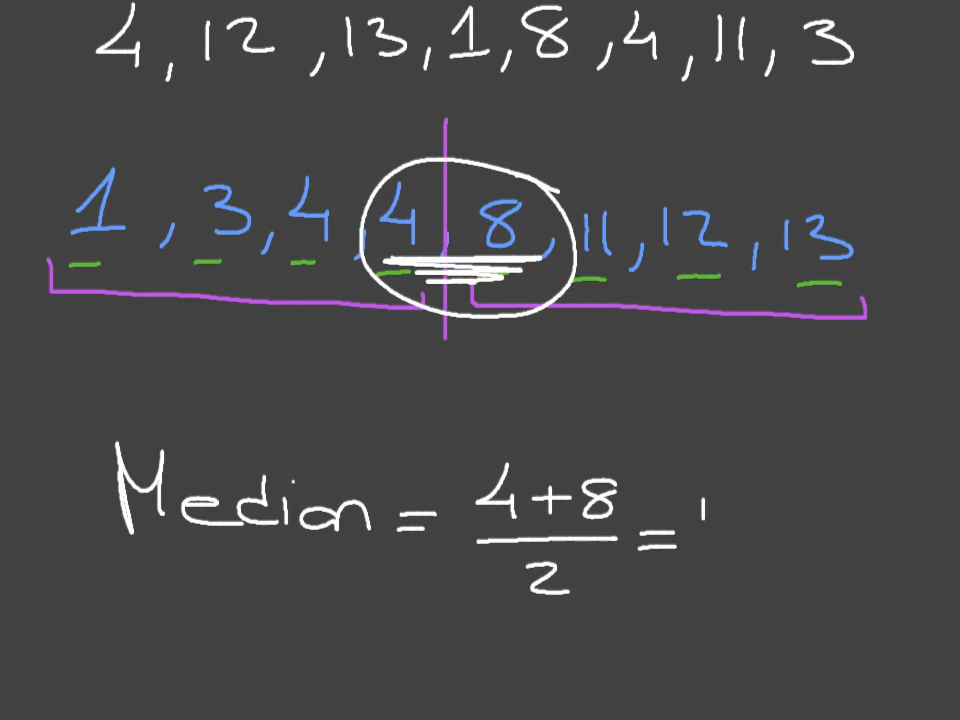 4, 12, 13, 1, 8, 4, 11, 3
1, 3, 4, 4, 8, 11, 12, 13
Median = 4+8/2 =